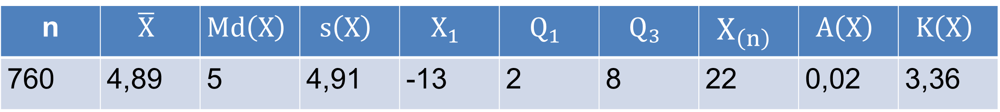 n X̅ Md(X) s(X) X₁ Q₁ Q₃ X₍ₙ₎ A(X) K(X)
760 4,89 5 4,91 -13 2 8 22 0,02 3,36